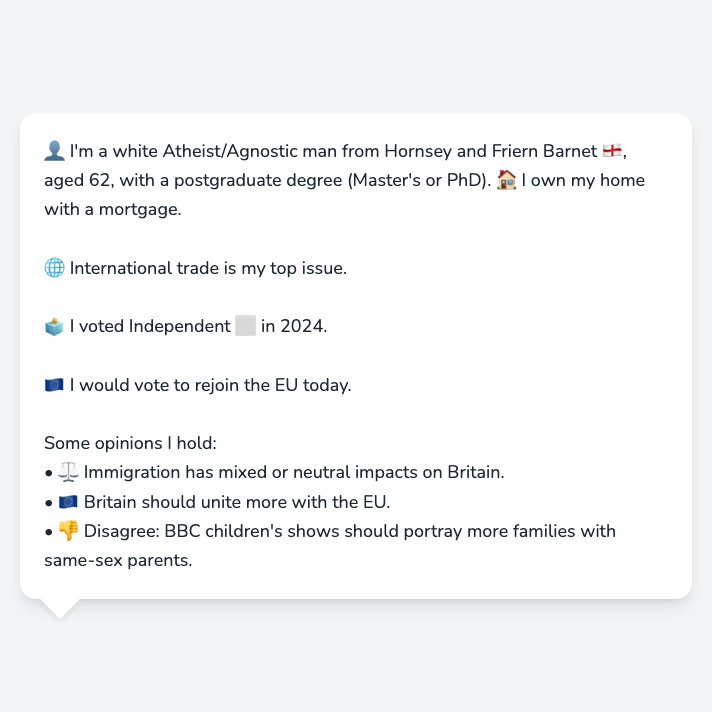 👤 I'm a white Atheist/Agnostic man from Hornsey and Friern Barnet 🏴󠁧󠁢󠁥󠁮󠁧󠁿,
aged 62, with a postgraduate degree (Master's or PhD). 🏠 I own my home
with a mortgage.
🌐 International trade is my top issue.
🗳️ I voted Independent ⬜ in 2024.
🇪🇺 I would vote to rejoin the EU today.
Some opinions I hold:
• ⚖️ Immigration has mixed or neutral impacts on Britain.
• 🇪🇺 Britain should unite more with the EU.
• 👎 Disagree: BBC children's shows should portray more families with
same-sex parents.